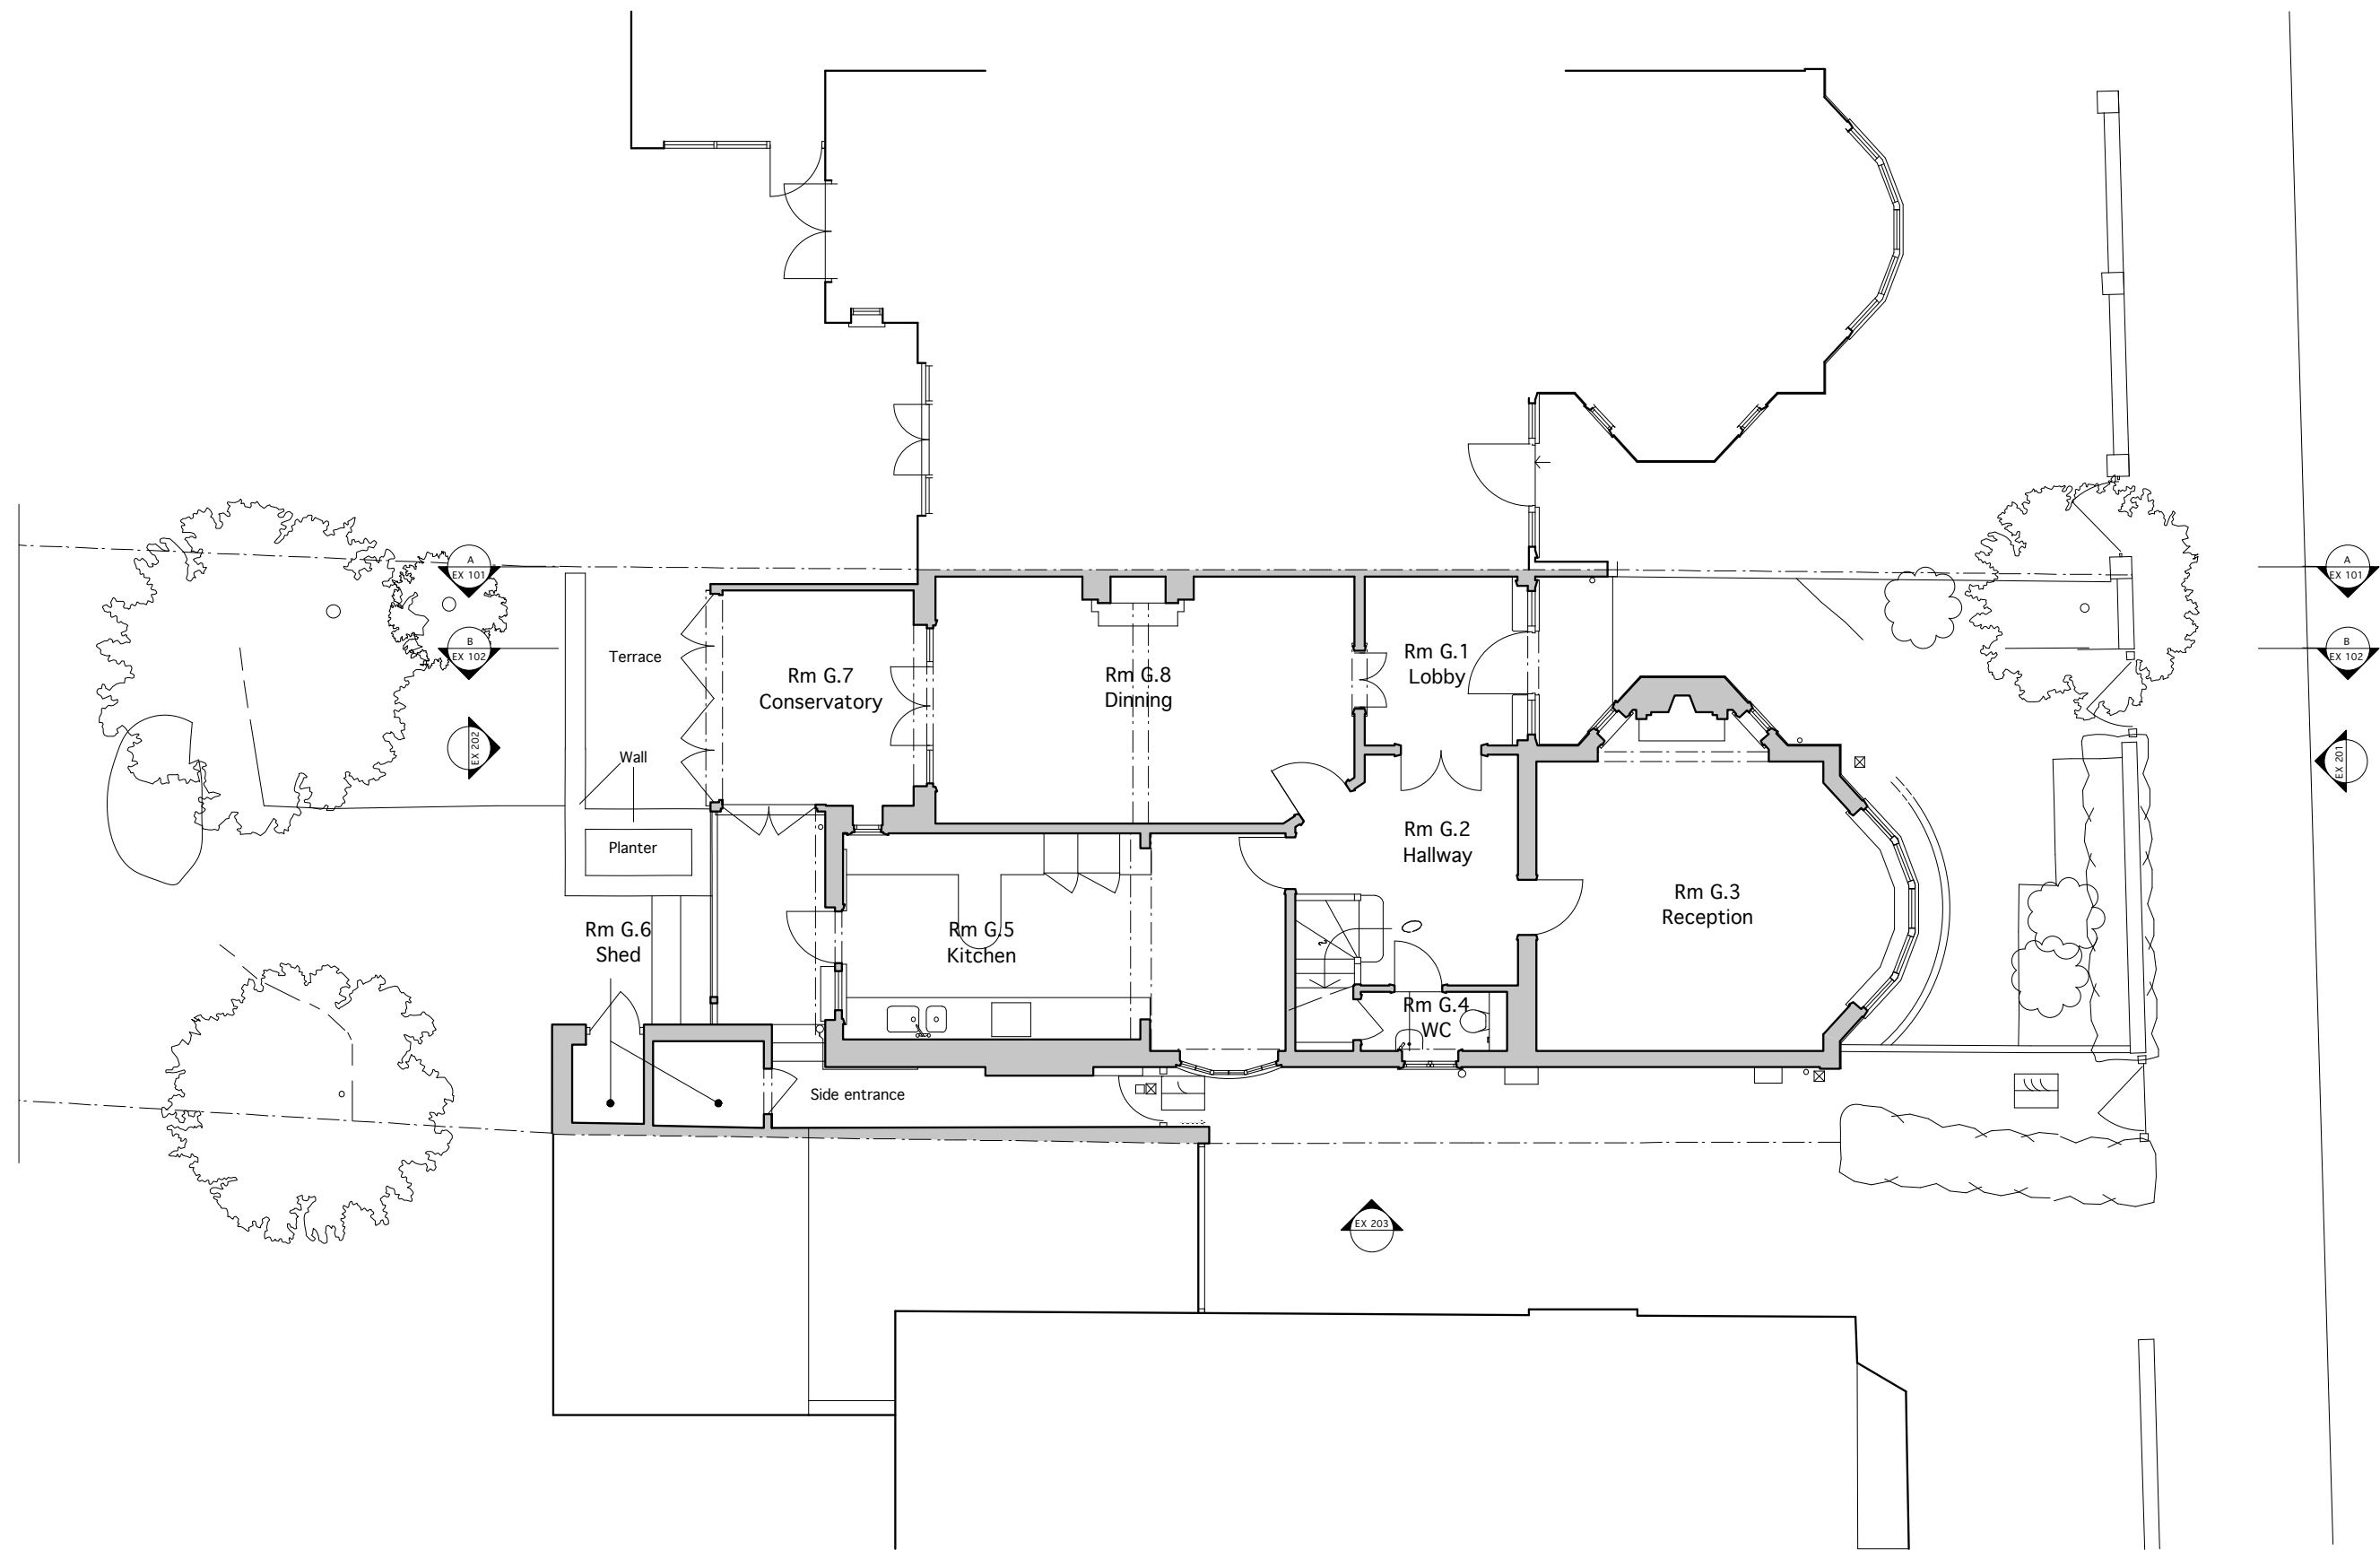 A
EX 101
A
EX 101
B
EX 102
B
EX 102
Terrace
Rm G.1
Lobby
Rm G.7
Conservatory
Rm G.8
Dinning
EX 202
EX 201
Wall
Rm G.2
Hallway
Planter
Rm G.3
Reception
Rm G.6
Shed
Rm G.5
Kitchen
Rm G.4
WC
Side entrance
EX 203